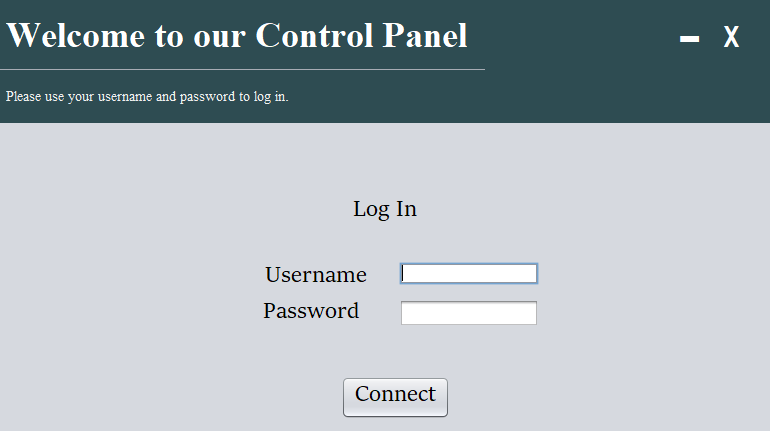 Welcome to our Control Panel
X
Please use your username and password to log in.
Log In
Username
Password
Connect